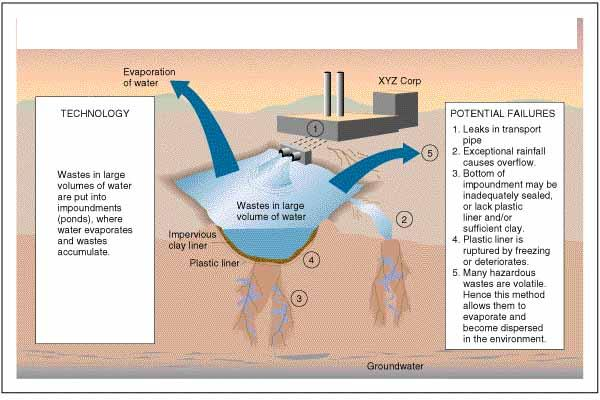 Evaporation
of water
XYZ Corp
TECHNOLOGY
Wastes in large
volumes of water
are put into
impoundments
(ponds), where
water evaporates
and wastes
accumulate.
1
5
Wastes in large
volume of water
2
Impervious
clay liner
Plastic liner
4
3
Groundwater
POTENTIAL FAILURES
1. Leaks in transport
pipe
2. Exceptional rainfall
causes overflow.
3. Bottom of
impoundment may be
inadequately sealed,
or lack plastic
liner and/or
sufficient clay.
4. Plastic liner is
ruptured by freezing
or deteriorates.
5. Many hazardous
wastes are volatile.
Hence this method
allows them to
evaporate and
become dispersed
in the environment.